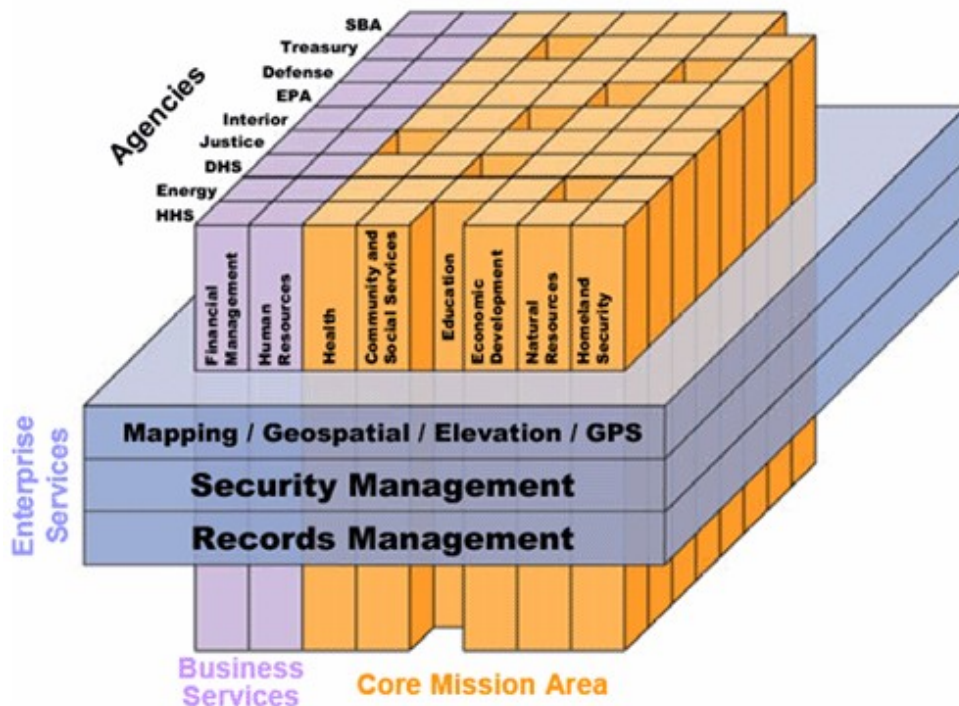 SBA
Treasury
Defense
EPA
Interior
Justice
DHS
Energy
HHS
Agencies
Financial
Management
Human
Resources
Health
Community and
Social Services
Education
Economic
Development
Natural
Resources
Homeland
Security
Enterprise
Services
Mapping / Geospatial / Elevation / GPS
Security Management
Records Management
Business
Services
Core Mission Area